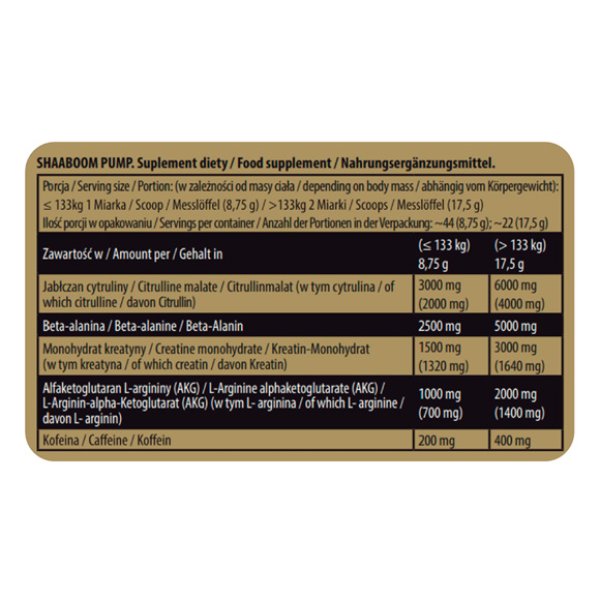 SHAABOOM PUMP. Suplement diety / Food supplement / Nahrungsergänzungsmittel.
Porcja / Serving size / Portion: (w zależności od masy ciała / depending on body mass / abhängig vom Körpergewicht):
≤ 133kg 1 Miarka / Scoop / Messlöffel (8,75 g) / >133kg 2 Miarki / Scoops / Messlöffel (17,5 g)
Ilość porcji w opakowaniu / Servings per container / Anzahl der Portionen in der Verpackung: ~44 (8,75 g); ~22 (17,5 g)
Zawartość w / Amount per / Gehalt in
(≤ 133 kg)
8,75 g
(> 133 kg)
17,5 g
Jabłczan cytruliny / Citrulline malate / Citrullinmalat (w tym cytrulina / of
which citrulline / davon Citrullin)
3000 mg
(2000 mg)
6000 mg
(4000 mg)
Beta-alanina / Beta-alanine / Beta-Alanin
2500 mg
5000 mg
Monohydrat kreatyny / Creatine monohydrate / Kreatin-Monohydrat
(w tym kreatyna / of which creatin / davon Kreatin)
1500 mg
(1320 mg)
3000 mg
(1640 mg)
Alfaketoglutaran L-argininy (AKG) / L-Arginine alphaketoglutarate (AKG) /
L-Arginin-alpha-Ketoglutarat (AKG) (w tym L- arginina / of which L- arginine /
davon L- arginin)
1000 mg
(700 mg)
2000 mg
(1400 mg)
Kofeina / Caffeine / Koffein
200 mg
400 mg